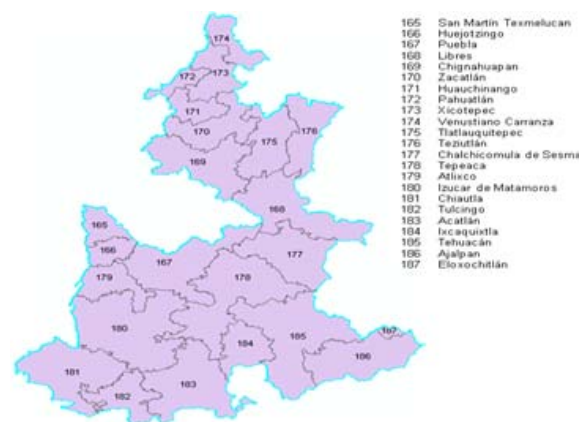 165 San Martín Texmelucan
166 Huejotzingo
167 Puebla
168 Libres
169 Chignahuapan
170 Zacatlán
171 Huauchinango
172 Pahuatlán
173 Xicotepec
174 Venustiano Carranza
175 Tlatlauquitepec
176 Teziutlán
177 Chalchicomula de Sesma
178 Tepeaca
179 Atlixco
180 Izucar de Matamoros
181 Chiautla
182 Tulcingo
183 Acatlán
184 Ixcaquixtla
185 Tehuacán
186 Ajalpan
187 Eloxochitlán
174
172 173
171
170 175 176
169
168
165
166
167
177
179
178
180
185
187
184
186
181
183
182